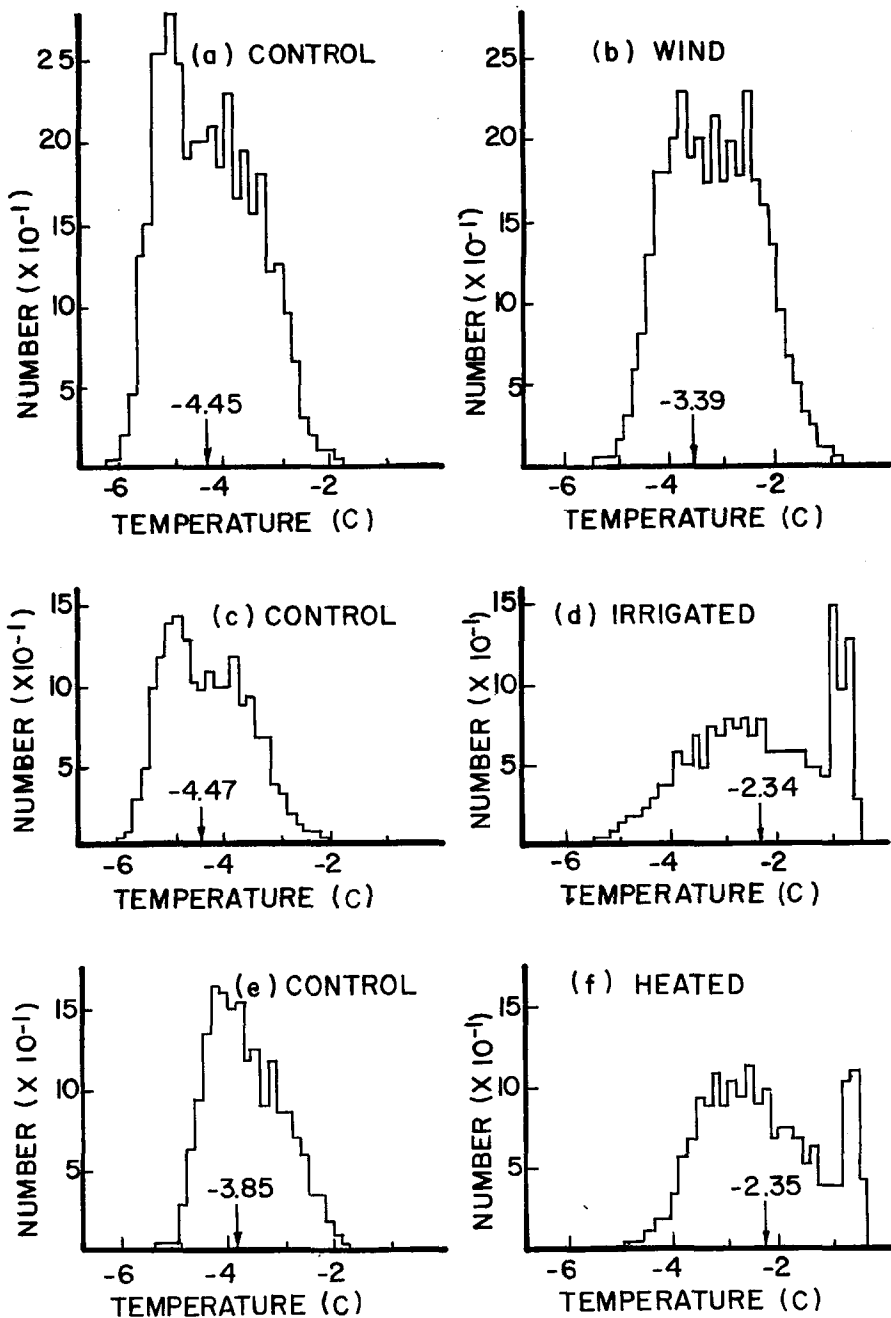 (a) CONTROL
NUMBER (X 10⁻¹)
25
20
15
10
5
-4.45
-6
-4
-2
TEMPERATURE (C)
(b) WIND
NUMBER (X 10⁻¹)
25
20
15
10
5
-3.39
-6
-4
-2
TEMPERATURE (C)
(c) CONTROL
NUMBER (X10⁻¹)
15
10
5
-4.47
-6
-4
-2
TEMPERATURE (C)
(d) IRRIGATED
NUMBER (X 10⁻¹)
15
10
5
-2.34
-6
-4
-2
TEMPERATURE (C)
(e) CONTROL
NUMBER (X 10⁻¹)
15
10
5
-3.85
-6
-4
-2
TEMPERATURE (C)
(f) HEATED
NUMBER (X 10⁻¹)
15
10
5
-2.35
-6
-4
-2
TEMPERATURE (C)